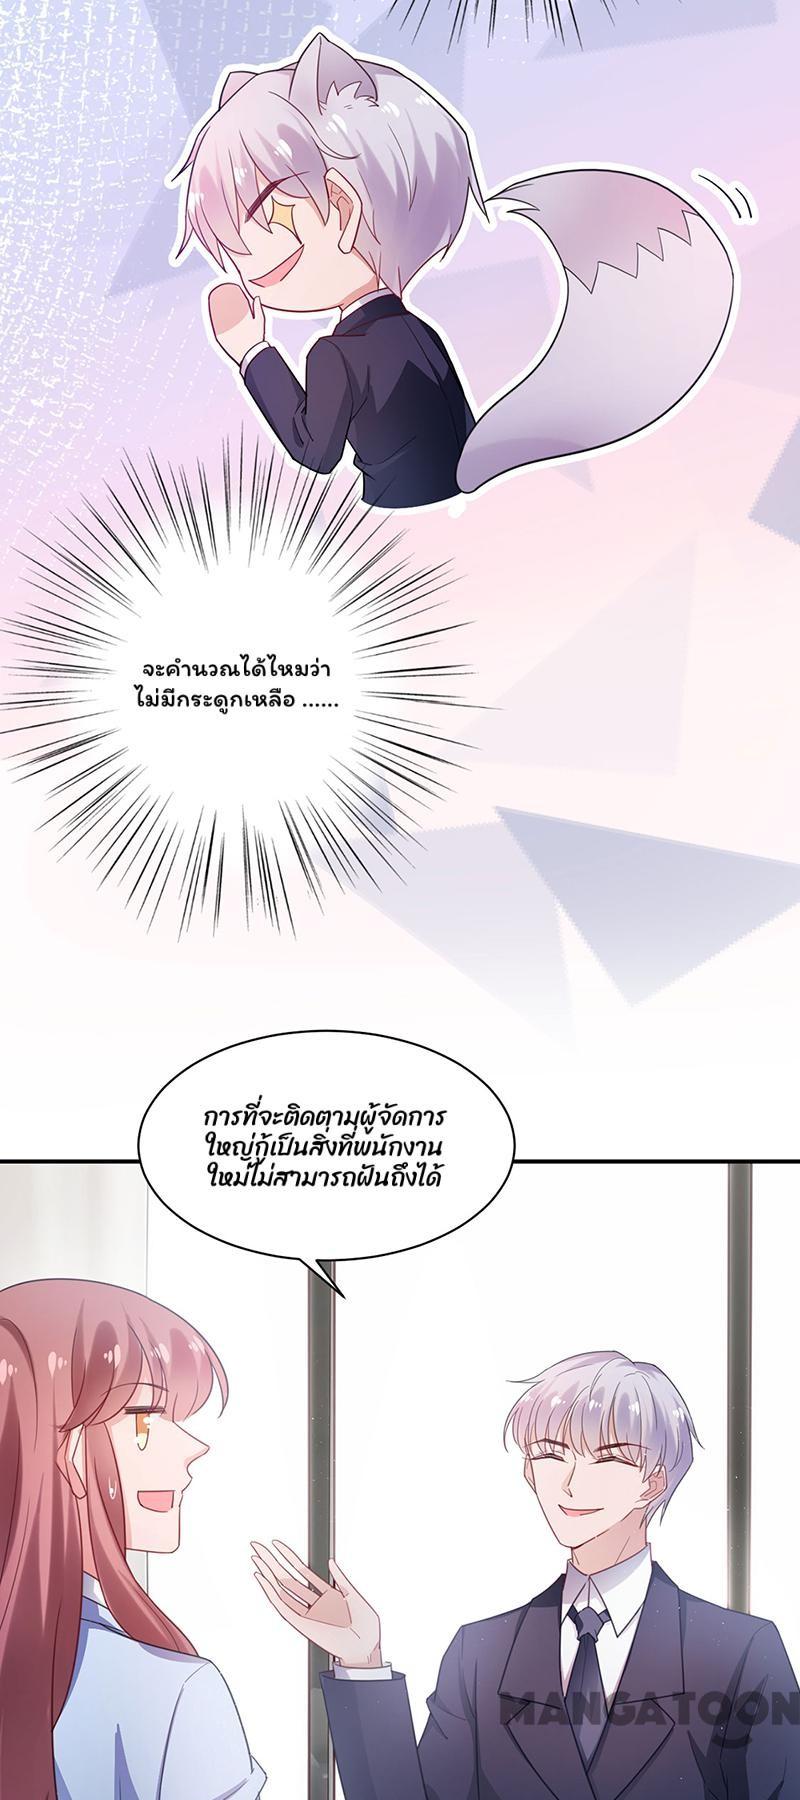 จะคำนวณได้ไหมว่า
ไม่มีกระดูกเหลือ ......
การที่จะติดตามผู้จัดการ
ใหญ่กู้เป็นสิ่งที่พนักงาน
ใหม่ไม่สามารถฝันถึงได้
MANGATOON